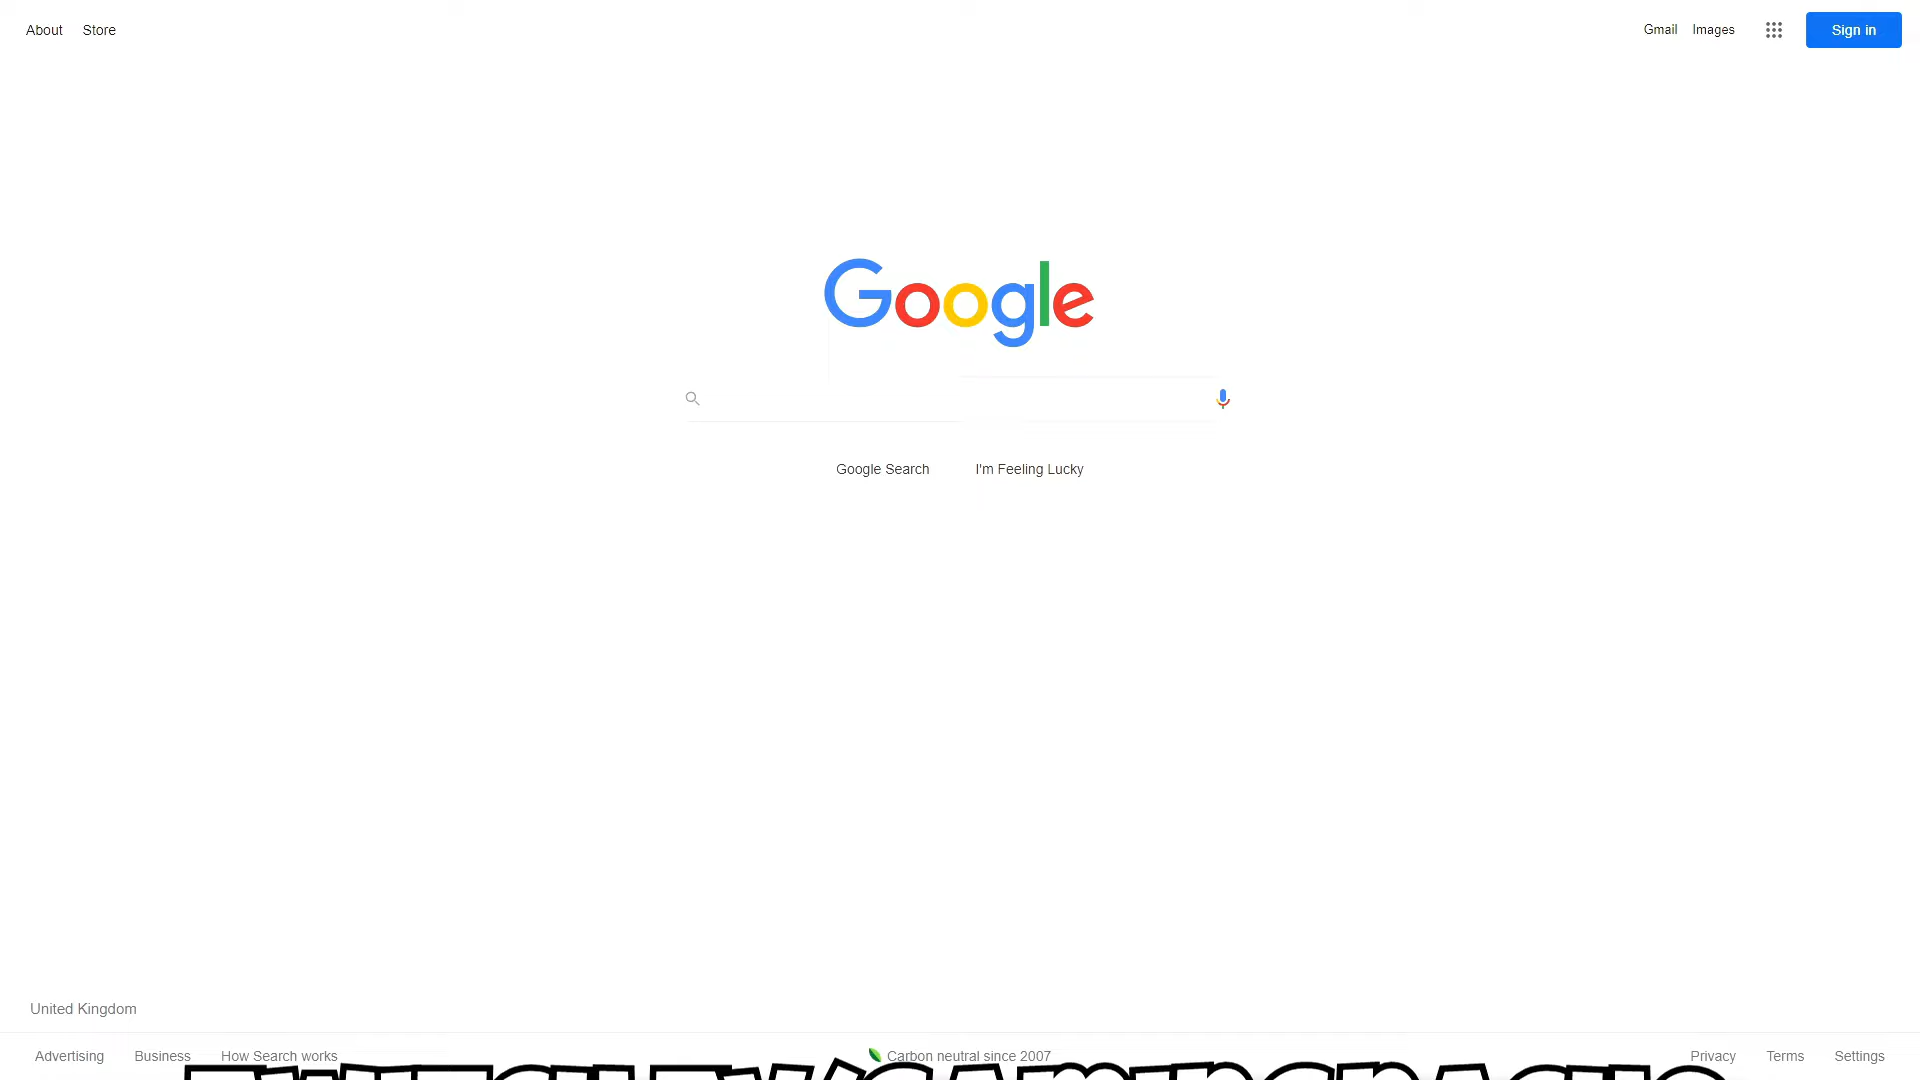 About Store
Gmail Images Sign in
Google
Google Search I'm Feeling Lucky
United Kingdom
Advertising Business How Search works
Carbon neutral since 2007
Privacy Terms Settings